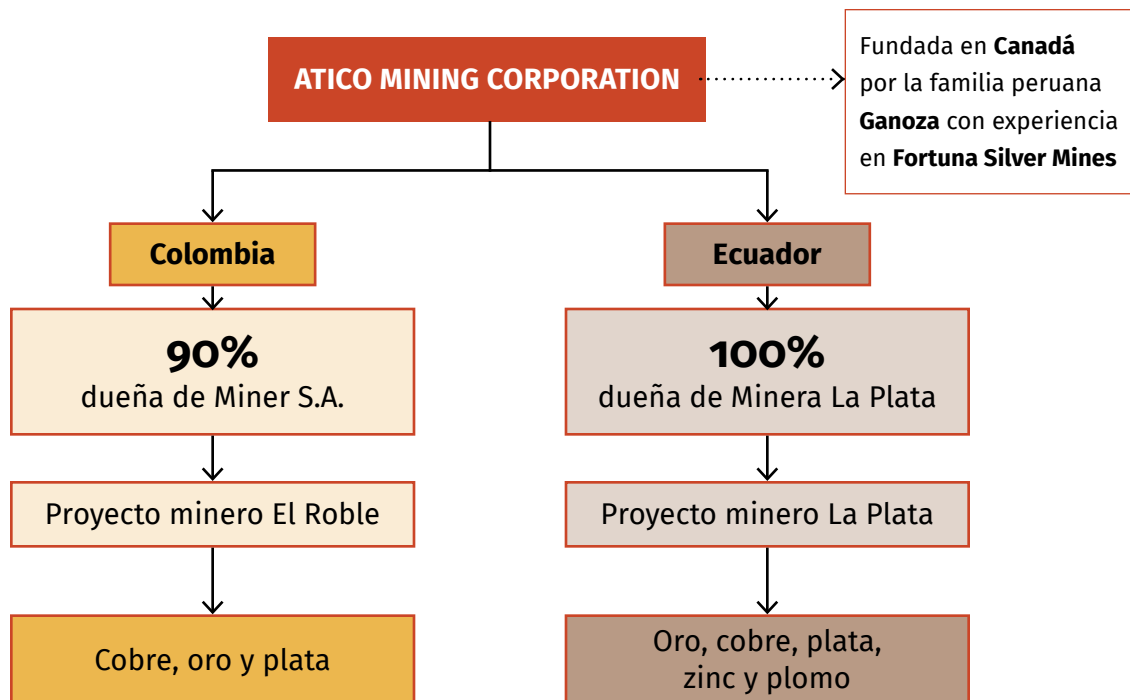 ATICO MINING CORPORATION
Fundada en Canadá
por la familia peruana
Ganoza con experiencia
en Fortuna Silver Mines
Colombia
90%
dueña de Miner S.A.
Proyecto minero El Roble
Cobre, oro y plata
Ecuador
100%
dueña de Minera La Plata
Proyecto minero La Plata
Oro, cobre, plata,
zinc y plomo